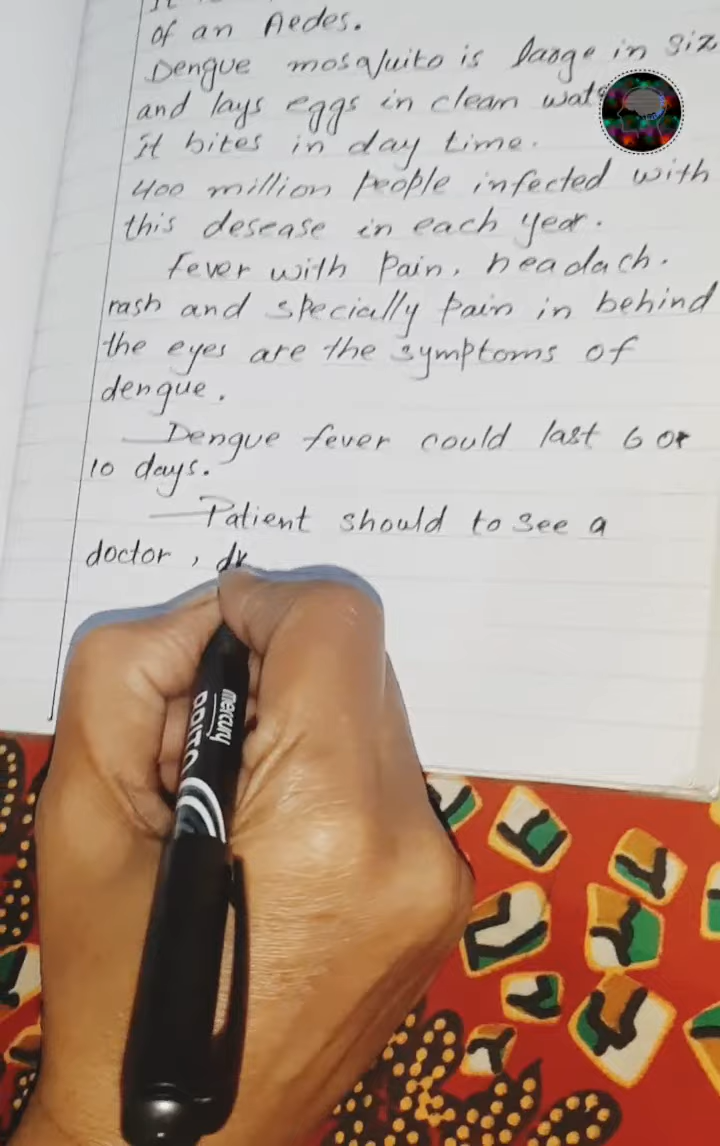 It
of an Aedes.
Dengue mosquito is large in siz
and lays eggs in clean wat
it bites in day time.
400 million people infected with
this desease in each year.
fever with Pain, headach.
rash and specially pain in behind
the eyes are the symptoms of
dengue.
Dengue fever could last 6 or
10 days.
Patient should to see a
doctor, dr
mercury